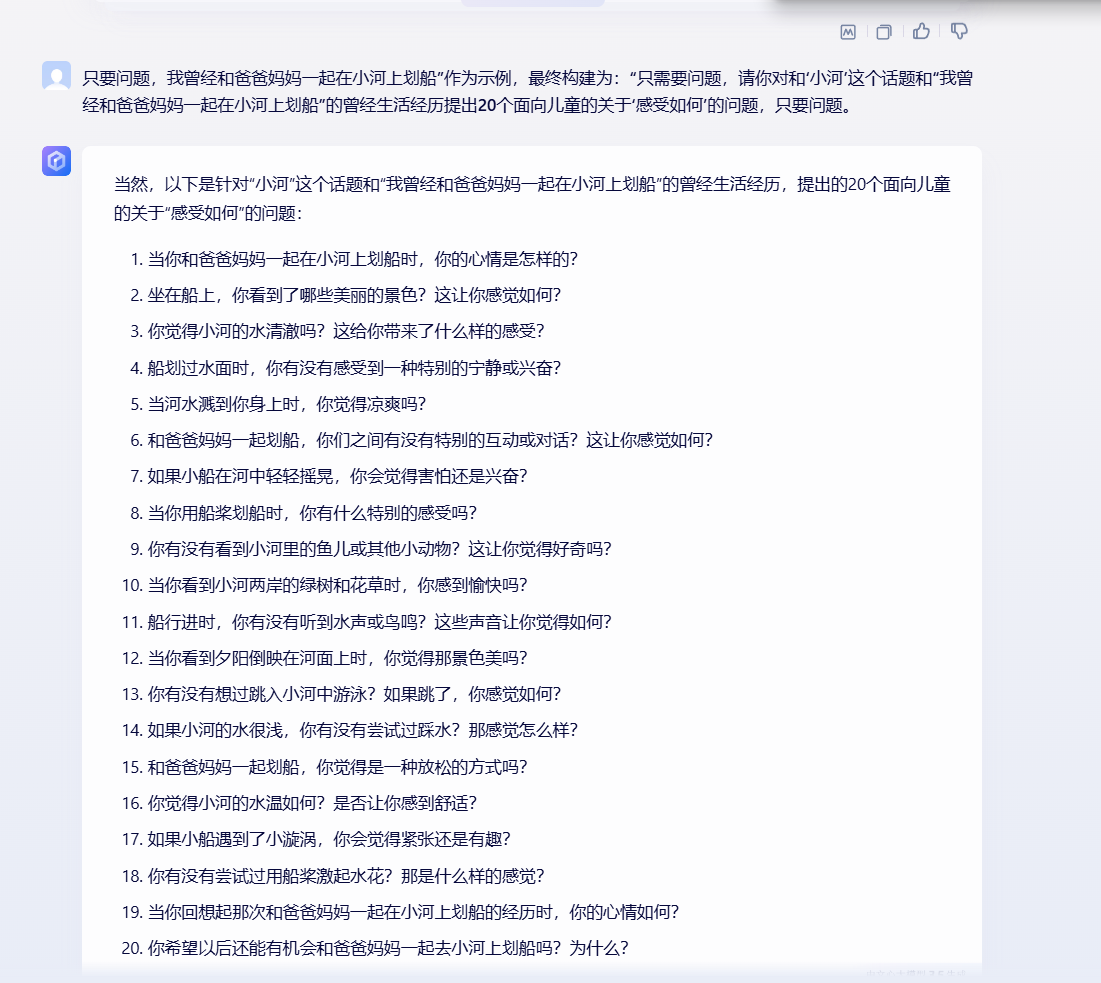 只要问题，我曾经和爸爸妈妈一起在小河上划船”作为示例，最终构建为：“只需要问题，请你对和‘小河’这个话题和“我曾
经和爸爸妈妈一起在小河上划船”的曾经生活经历提出20个面向儿童的关于‘感受如何’的问题，只要问题。
当然，以下是针对“小河”这个话题和“我曾经和爸爸妈妈一起在小河上划船”的曾经生活经历，提出的20个面向儿童
的关于“感受如何”的问题：
1. 当你和爸爸妈妈一起在小河上划船时，你的心情是怎样的？
2. 坐在船上，你看到了哪些美丽的景色？这让你感觉如何？
3. 你觉得小河的水清澈吗？这给你带来了什么样的感受？
4. 船划过水面时，你有没有感受到一种特别的宁静或兴奋？
5. 当河水溅到你身上时，你觉得凉爽吗？
6. 和爸爸妈妈一起划船，你们之间有没有特别的互动或对话？这让你感觉如何？
7. 如果小船在河中轻轻摇晃，你会觉得害怕还是兴奋？
8. 当你用船桨划船时，你有什么特别的感受吗？
9. 你有没有看到小河里的鱼儿或其他小动物？这让你觉得好奇吗？
10. 当你看到小河两岸的绿树和花草时，你感到愉快吗？
11. 船行进时，你有没有听到水声或鸟鸣？这些声音让你觉得如何？
12. 当你看到夕阳倒映在河面上时，你觉得那景色美吗？
13. 你有没有想过跳入小河中游泳？如果跳了，你感觉如何？
14. 如果小河的水很浅，你有没有尝试过踩水？那感觉怎么样？
15. 和爸爸妈妈一起划船，你觉得是一种放松的方式吗？
16. 你觉得小河的水温如何？是否让你感到舒适？
17. 如果小船遇到了小漩涡，你会觉得紧张还是有趣？
18. 你有没有尝试过用船桨激起水花？那是什么样的感觉？
19. 当你回想起那次和爸爸妈妈一起在小河上划船的经历时，你的心情如何？
20. 你希望以后还能有机会和爸爸妈妈一起去小河上划船吗？为什么？